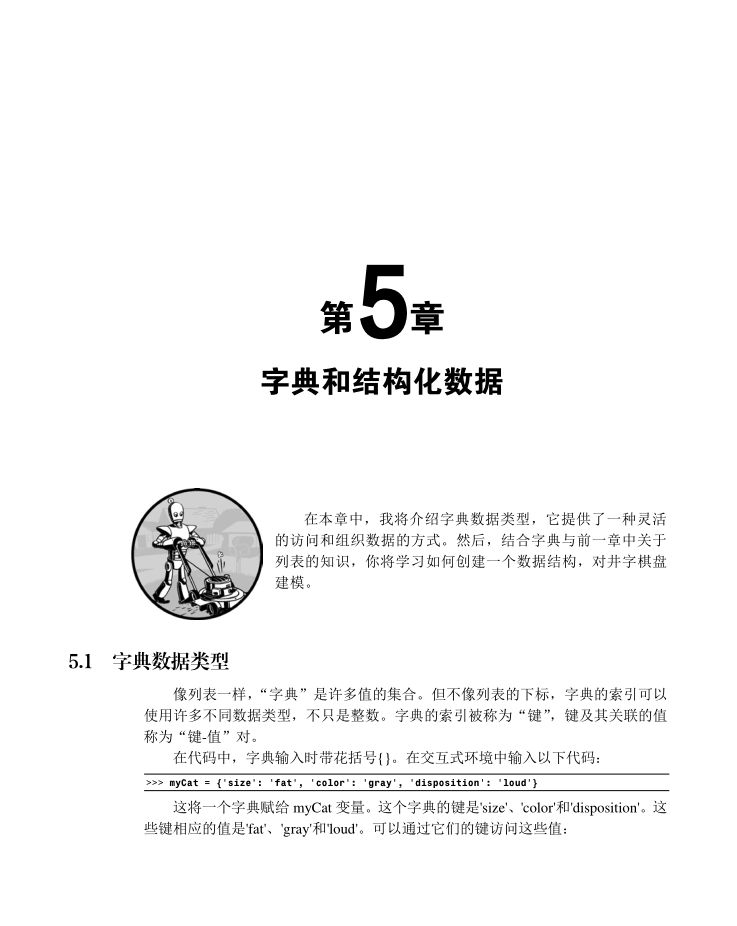 第5章
字典和结构化数据
在本章中，我将介绍字典数据类型，它提供了一种灵活
的访问和组织数据的方式。然后，结合字典与前一章中关于
列表的知识，你将学习如何创建一个数据结构，对井字棋盘
建模。
5.1 字典数据类型
像列表一样，“字典”是许多值的集合。但不像列表的下标，字典的索引可以
使用许多不同数据类型，不只是整数。字典的索引被称为“键”，键及其关联的值
称为“键-值”对。
在代码中，字典输入时带花括号{}。在交互式环境中输入以下代码：
>>> myCat = {'size': 'fat', 'color': 'gray', 'disposition': 'loud'}
这将一个字典赋给 myCat 变量。这个字典的键是'size'、'color'和'disposition'。这
些键相应的值是'fat'、'gray'和'loud'。可以通过它们的键访问这些值：